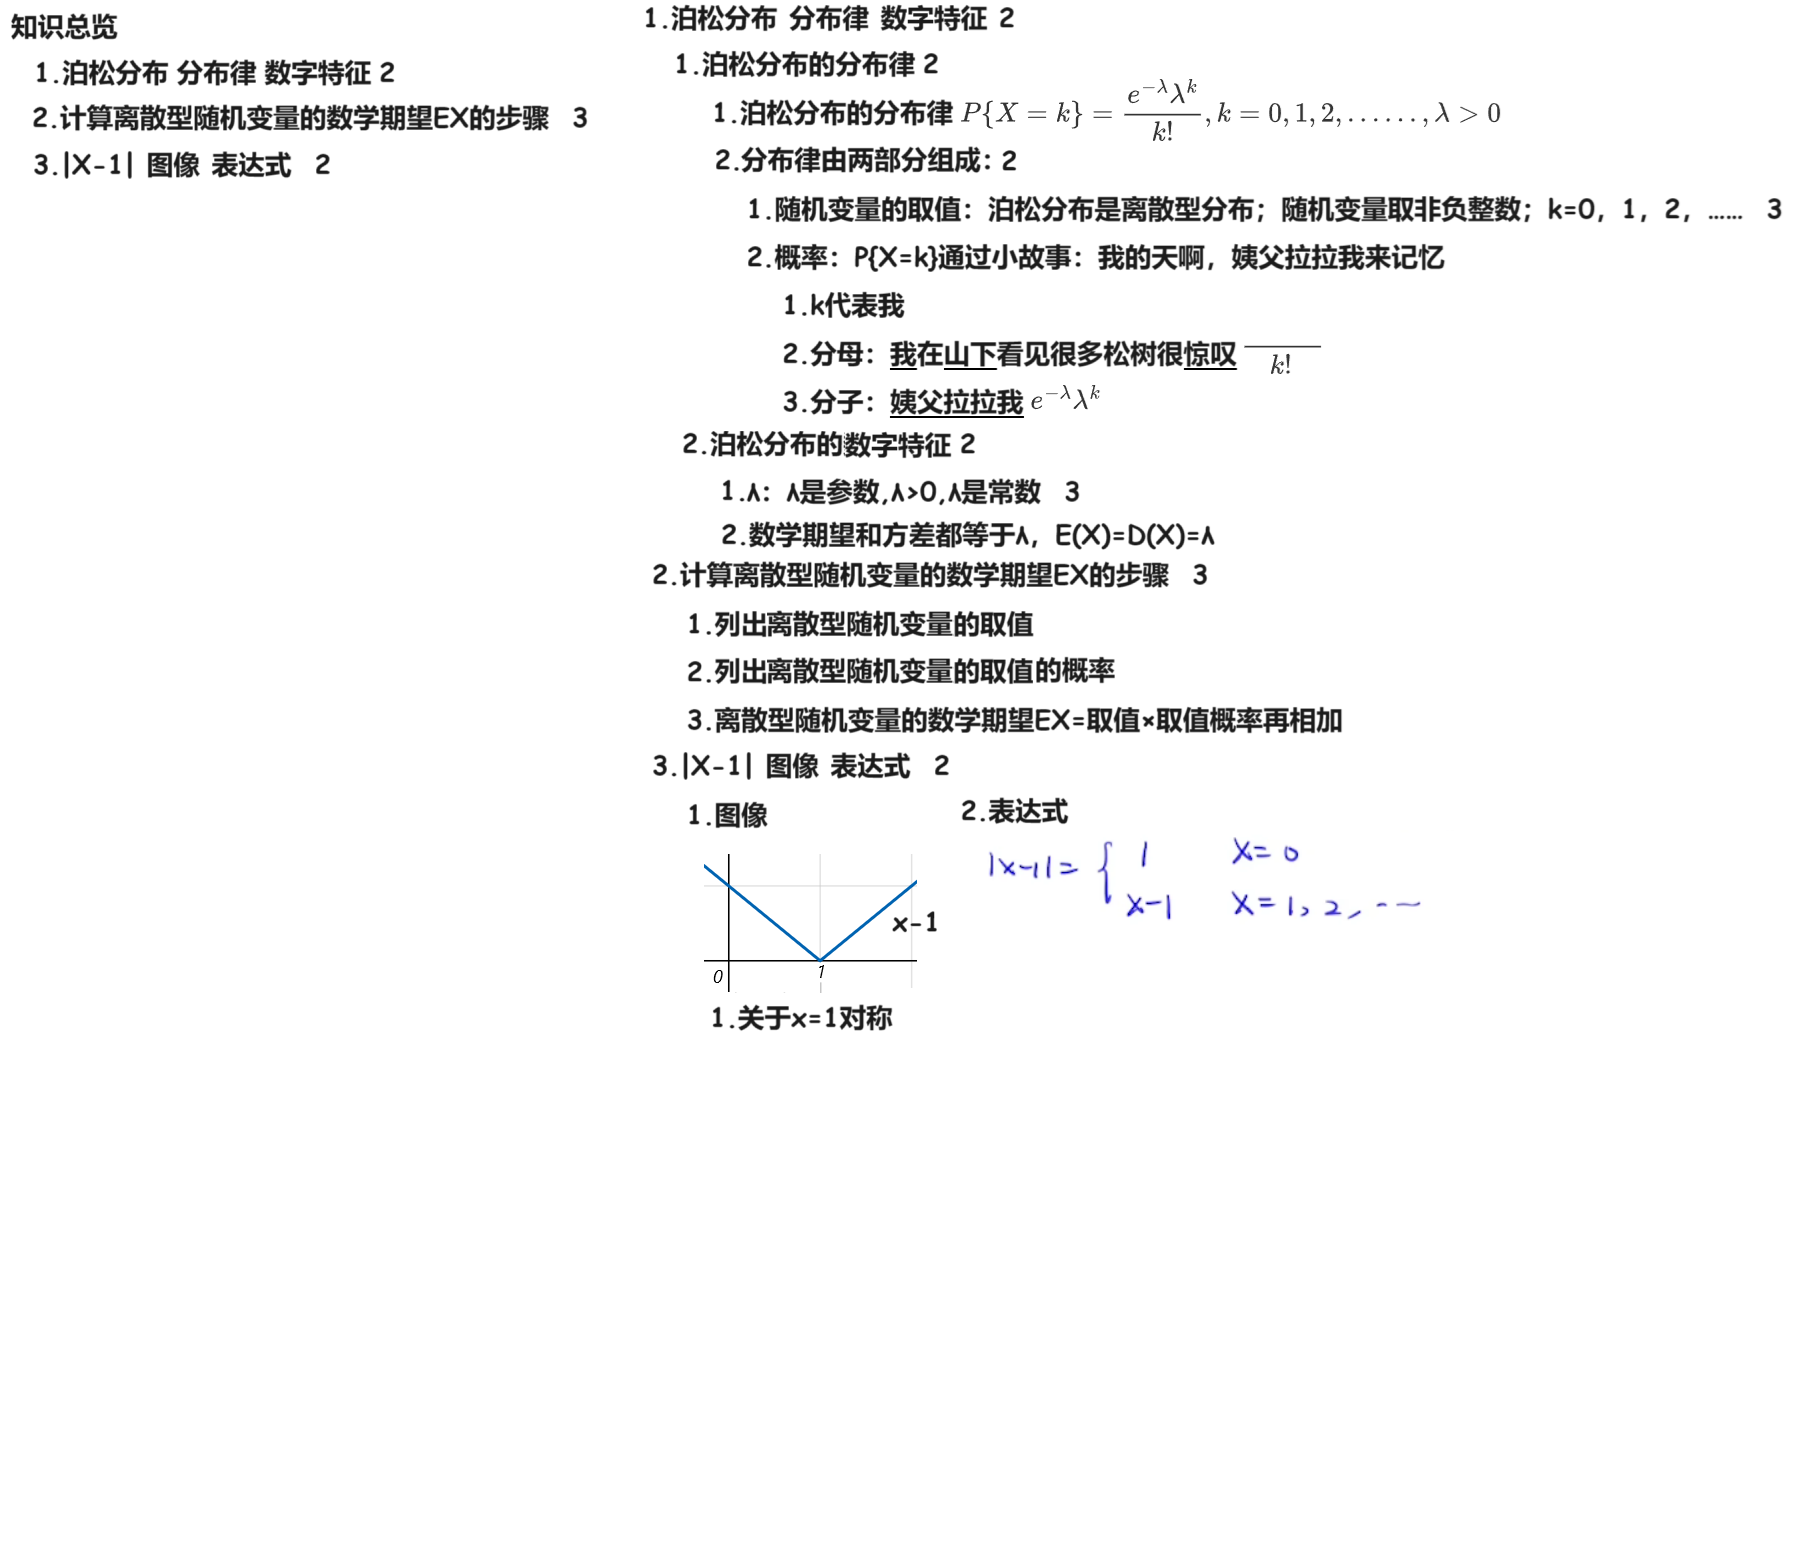 知识总览
1.泊松分布 分布律 数字特征 2
2.计算离散型随机变量的数学期望EX的步骤 3
3.|X-1| 图像 表达式 2
1.泊松分布 分布律 数字特征 2
1.泊松分布的分布律 2
1.泊松分布的分布律 $P\{X=k\}=\frac{e^{-\lambda}\lambda^k}{k!},k=0,1,2,......,\lambda>0$
2.分布律由两部分组成：2
1.随机变量的取值：泊松分布是离散型分布；随机变量取非负整数；k=0，1，2，…… 3
2.概率：P{X=k}通过小故事：我的天啊，姨父拉拉我来记忆
1.k代表我
2.分母：我在山下看见很多松树很惊叹 $\frac{}{k!}$
3.分子：姨父拉拉我 $e^{-\lambda}\lambda^k$
2.泊松分布的数字特征 2
1.λ：λ是参数,λ>0,λ是常数 3
2.数学期望和方差都等于λ，E(X)=D(X)=λ
2.计算离散型随机变量的数学期望EX的步骤 3
1.列出离散型随机变量的取值
2.列出离散型随机变量的取值的概率
3.离散型随机变量的数学期望EX=取值×取值概率再相加
3.|X-1| 图像 表达式 2
1.图像
x-1
0
1
1.关于x=1对称
2.表达式
|x-1|= { 1 x=0
x-1 x=1, 2, ……